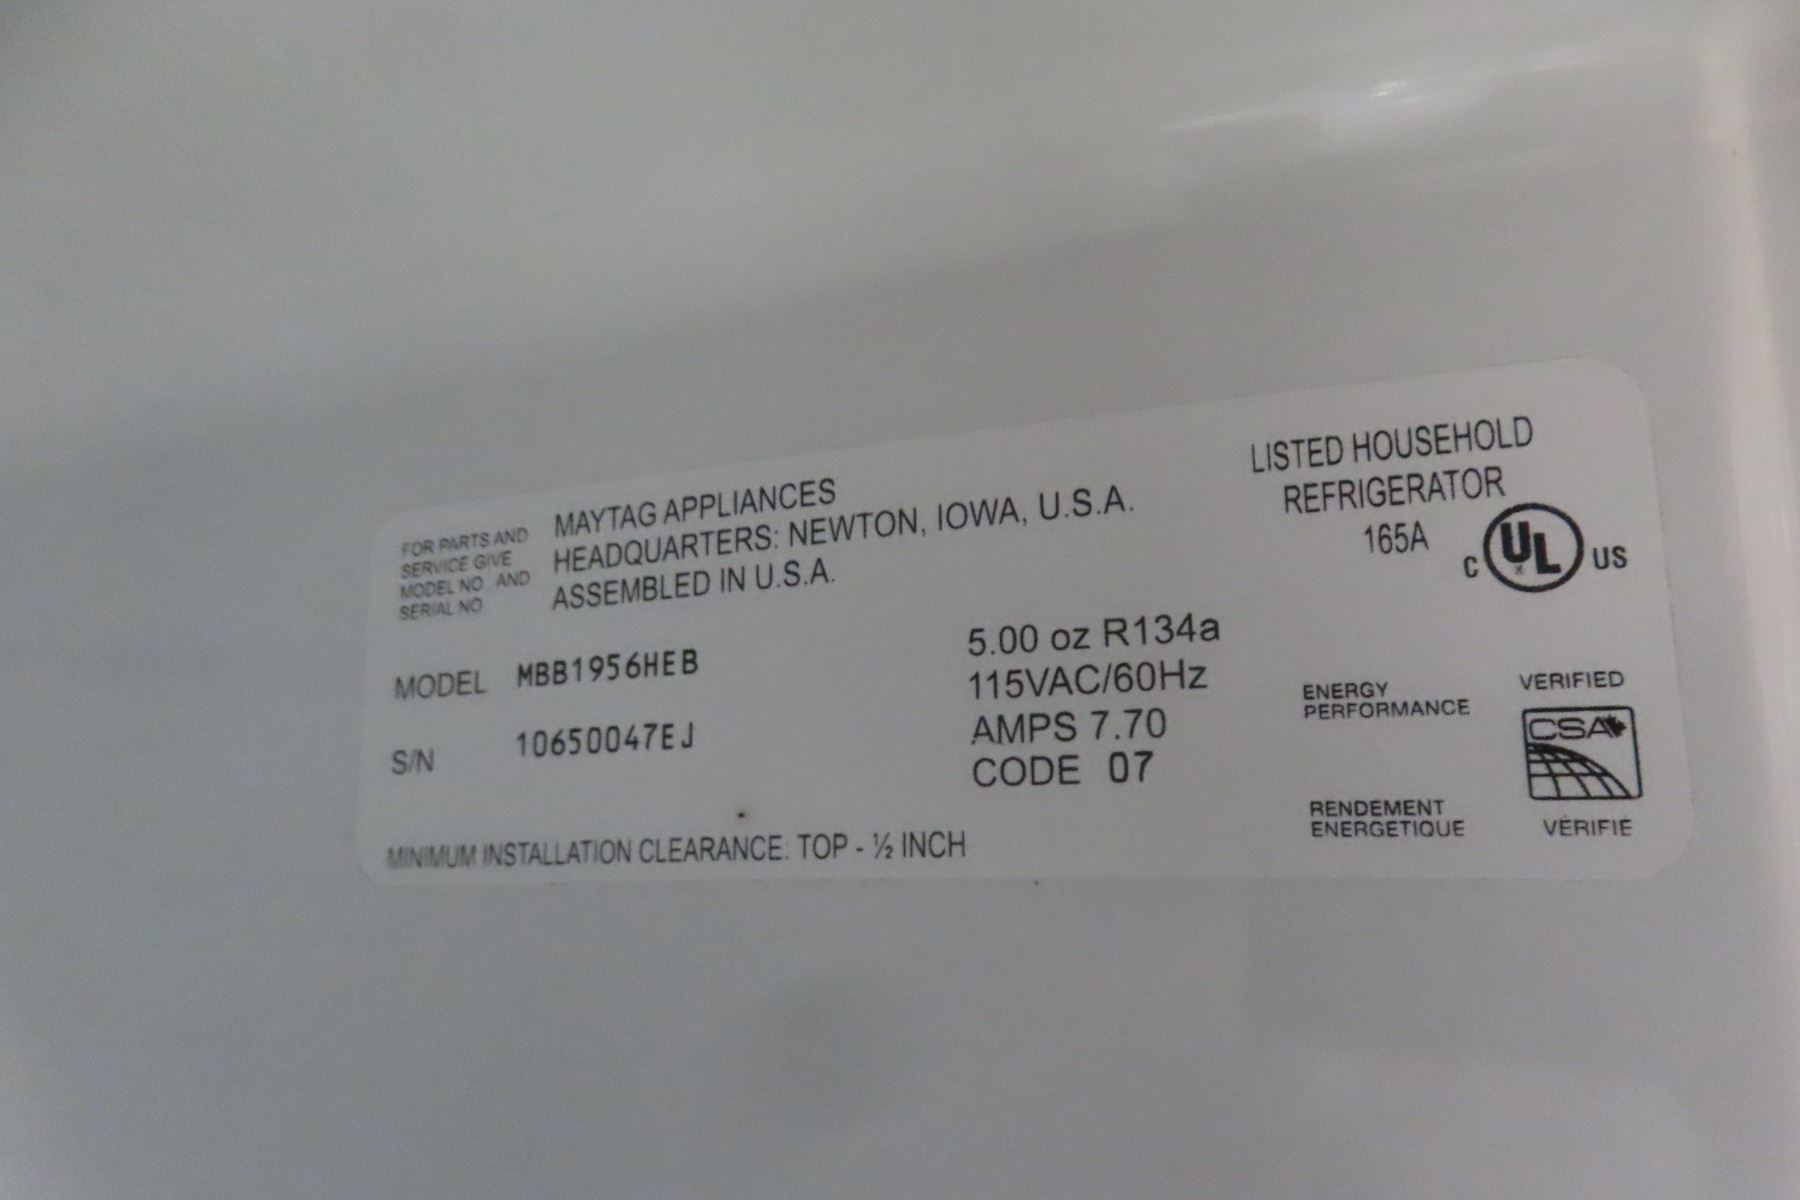 FOR PARTS AND
SERVICE GIVE
MODEL NO AND
SERIAL NO
MAYTAG APPLIANCES
HEADQUARTERS: NEWTON, IOWA, U.S.A.
ASSEMBLED IN U.S.A.
LISTED HOUSEHOLD
REFRIGERATOR
165A
C UL US
MODEL MBB1956HEB
S/N 10650047EJ
5.00 oz R134a
115VAC/60Hz
AMPS 7.70
CODE 07
ENERGY
PERFORMANCE
VERIFIED
CSA
RENDEMENT
ENERGETIQUE
VÉRIFIÉ
MINIMUM INSTALLATION CLEARANCE: TOP - ½ INCH